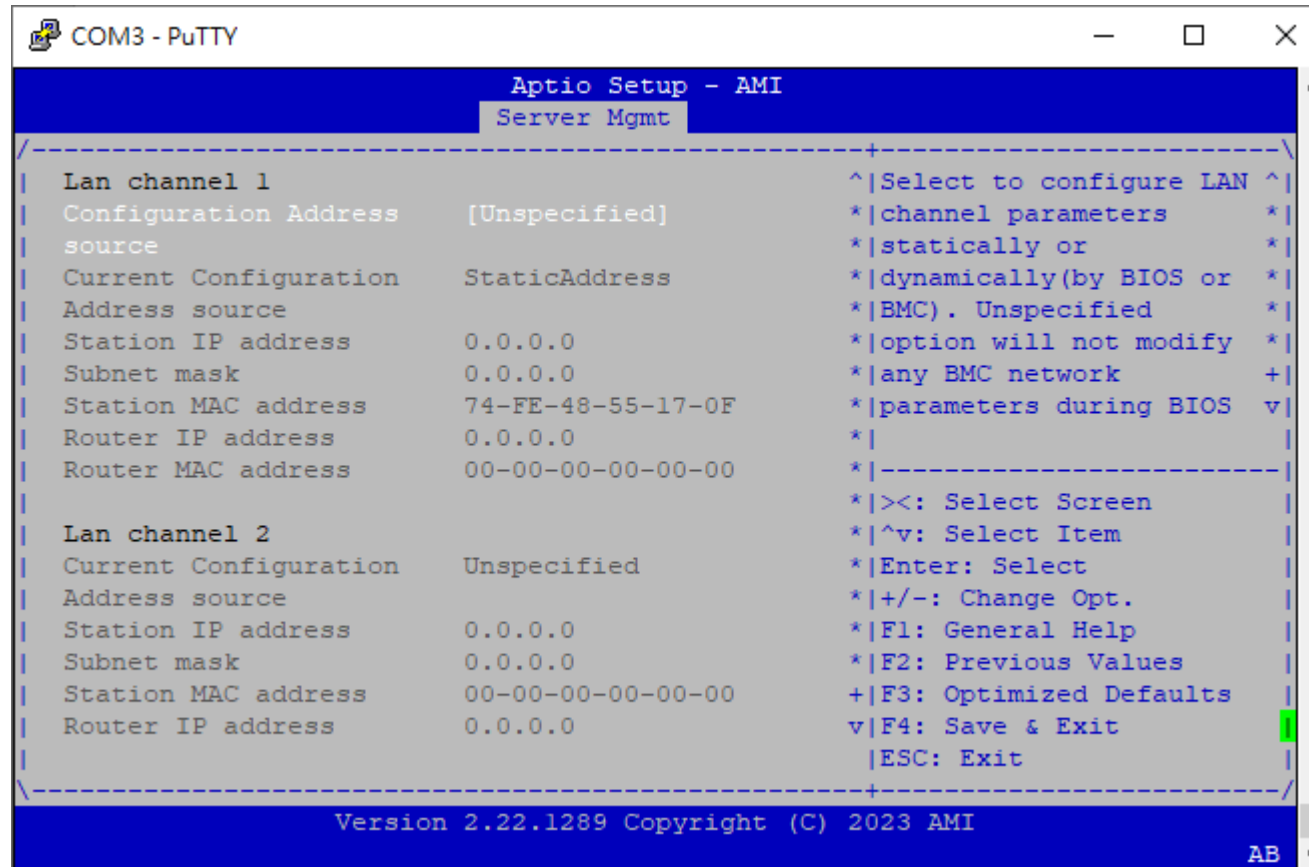 COM3 - PuTTY
Aptio Setup - AMI
Server Mgmt
/-----------------------------------------------------+--------------------------\
|  Lan channel 1                                     ^|Select to configure LAN ^|
|  Configuration Address    [Unspecified]            *|channel parameters      *|
|  source                                            *|statically or           *|
|  Current Configuration    StaticAddress            *|dynamically(by BIOS or  *|
|  Address source                                    *|BMC). Unspecified       *|
|  Station IP address       0.0.0.0                  *|option will not modify  *|
|  Subnet mask              0.0.0.0                  *|any BMC network         +|
|  Station MAC address      74-FE-48-55-17-0F        *|parameters during BIOS  v|
|  Router IP address        0.0.0.0                  *|                         |
|  Router MAC address       00-00-00-00-00-00        *|-------------------------|
|                                                    *|><: Select Screen        |
|  Lan channel 2                                     *|^v: Select Item          |
|  Current Configuration    Unspecified              *|Enter: Select            |
|  Address source                                    *|+/-: Change Opt.         |
|  Station IP address       0.0.0.0                  *|F1: General Help         |
|  Subnet mask              0.0.0.0                  *|F2: Previous Values      |
|  Station MAC address      00-00-00-00-00-00        +|F3: Optimized Defaults   |
|  Router IP address        0.0.0.0                  v|F4: Save & Exit          |
|                                                     |ESC: Exit                |
\-----------------------------------------------------+--------------------------/
Version 2.22.1289 Copyright (C) 2023 AMI
AB